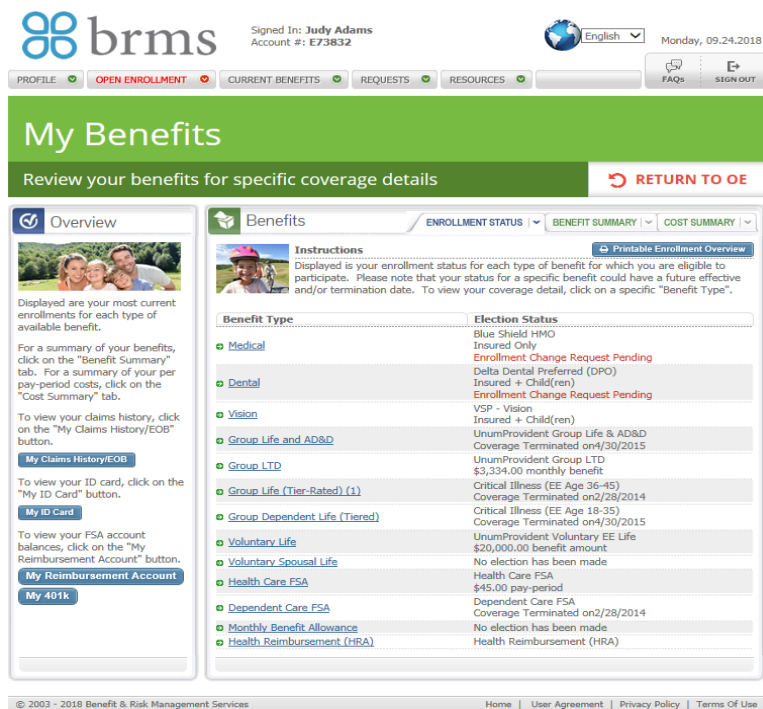 brms
Signed In: Judy Adams
Account #: E73832
English
Monday, 09.24.2018
PROFILE
OPEN ENROLLMENT
CURRENT BENEFITS
REQUESTS
RESOURCES
FAQs
SIGN OUT
My Benefits
Review your benefits for specific coverage details
RETURN TO OE
Overview
Displayed are your most current
enrollments for each type of
available benefit.
For a summary of your benefits,
click on the "Benefit Summary"
tab. For a summary of your per
pay-period costs, click on the
"Cost Summary" tab.
To view your claims history, click
on the "My Claims History/EOB"
button.
My Claims History/EOB
To view your ID card, click on the
"My ID Card" button.
My ID Card
To view your FSA account
balances, click on the "My
Reimbursement Account" button.
My Reimbursement Account
My 401k
Benefits
ENROLLMENT STATUS
BENEFIT SUMMARY
COST SUMMARY
Instructions
Printable Enrollment Overview
Displayed is your enrollment status for each type of benefit for which you are eligible to
participate. Please note that your status for a specific benefit could have a future effective
and/or termination date. To view your coverage detail, click on a specific "Benefit Type".
Benefit Type
Election Status
Medical
Blue Shield HMO
Insured Only
Enrollment Change Request Pending
Dental
Delta Dental Preferred (DPO)
Insured + Child(ren)
Enrollment Change Request Pending
Vision
VSP - Vision
Insured + Child(ren)
Group Life and AD&D
UnumProvident Group Life & AD&D
Coverage Terminated on4/30/2015
Group LTD
UnumProvident Group LTD
$3,334.00 monthly benefit
Group Life (Tier-Rated) (1)
Critical Illness (EE Age 36-45)
Coverage Terminated on2/28/2014
Group Dependent Life (Tiered)
Critical Illness (EE Age 18-35)
Coverage Terminated on4/30/2015
Voluntary Life
UnumProvident Voluntary EE Life
$20,000.00 benefit amount
Voluntary Spousal Life
No election has been made
Health Care FSA
Health Care FSA
$45.00 pay-period
Dependent Care FSA
Dependent Care FSA
Coverage Terminated on2/28/2014
Monthly Benefit Allowance
No election has been made
Health Reimbursement (HRA)
Health Reimbursement (HRA)
© 2003 - 2018 Benefit & Risk Management Services
Home | User Agreement | Privacy Policy | Terms Of Use